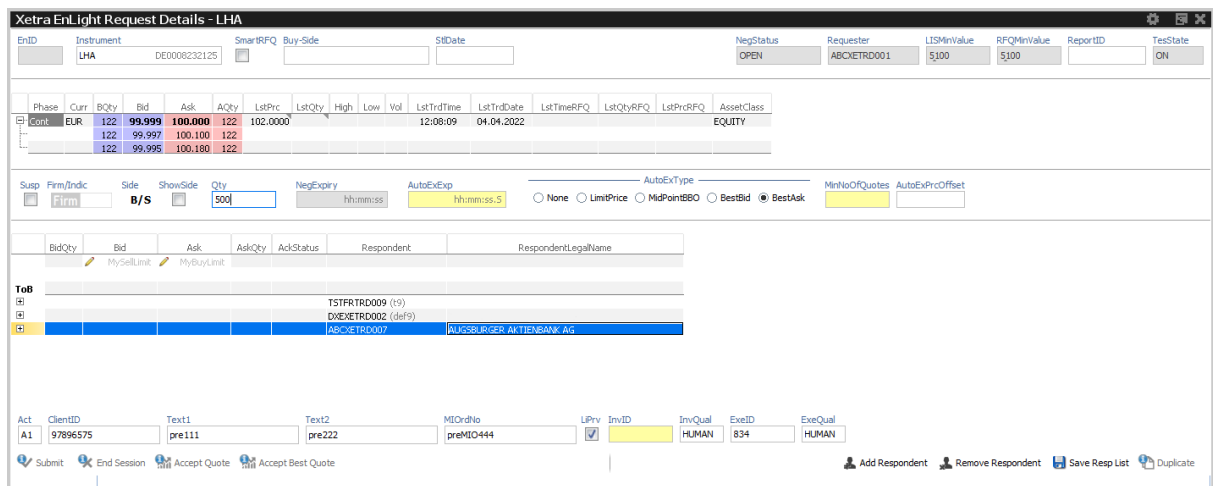 Xetra EnLight Request Details - LHA
EnID Instrument SmartRFQ Buy-Side StlDate NegStatus Requester LISMinValue RFQMinValue ReportID TesState
LHA DE0008232125 OPEN ABCXETRD001 5,100 5,100 ON
Phase Curr BQty Bid Ask AQty LstPrc LstQty High Low Vol LstTrdTime LstTrdDate LstTimeRFQ LstQtyRFQ LstPrcRFQ AssetClass
Cont EUR 122 99.999 100.000 122 102.0000 12:08:09 04.04.2022 EQUITY
122 99.997 100.100 122
122 99.995 100.180 122
AutoExType
Susp Firm/Indic Side ShowSide Qty NegExpiry AutoExExp MinNoOfQuotes AutoExPrcOffset
Firm B/S 500 hh:mm:ss hh:mm:ss.5 None LimitPrice MidPointBBO BestBid BestAsk
BidQty Bid Ask AskQty AckStatus Respondent RespondentLegalName
MySellLimit MyBuyLimit
ToB
TSTFRTRD009 (t9)
DXEXETRD002 (def9)
ABCXETRD007 AUGSBURGER AKTIENBANK AG
Act ClientID Text1 Text2 MIOrdNo LiPrv InvID InvQual ExeID ExeQual
A1 97896575 pre111 pre222 preMIO444 HUMAN 834 HUMAN
Submit End Session Accept Quote Accept Best Quote Add Respondent Remove Respondent Save Resp List Duplicate